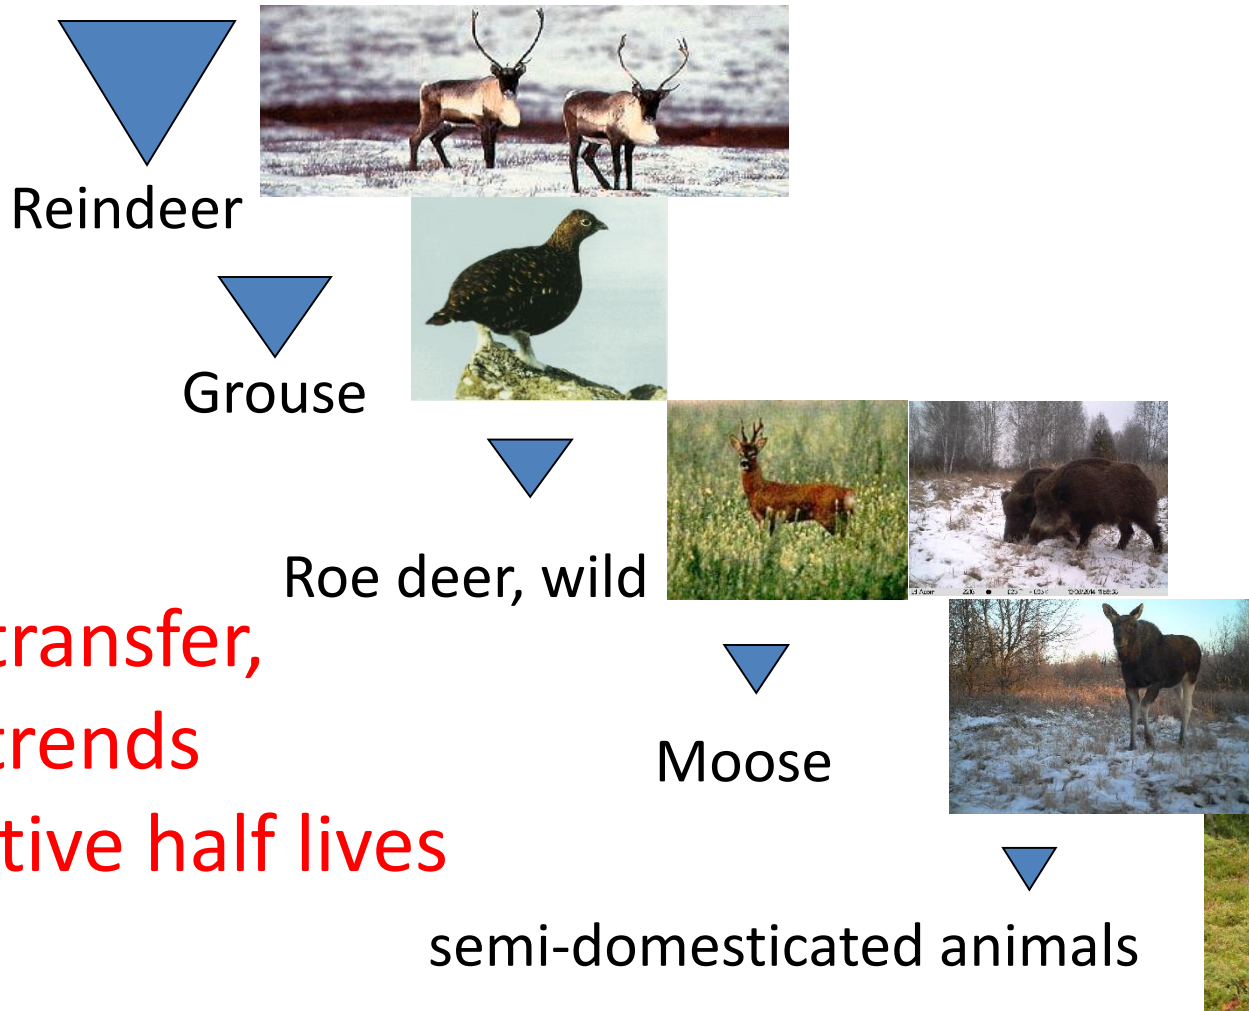 Reindeer
Grouse
Roe deer, wild
transfer,
trends
tive half lives
Moose
semi-domesticated animals